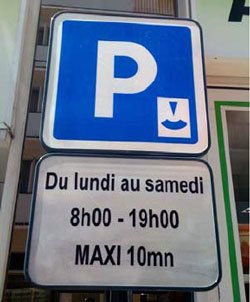 P
Du lundi au samedi
8h00 - 19h00
MAXI 10mn